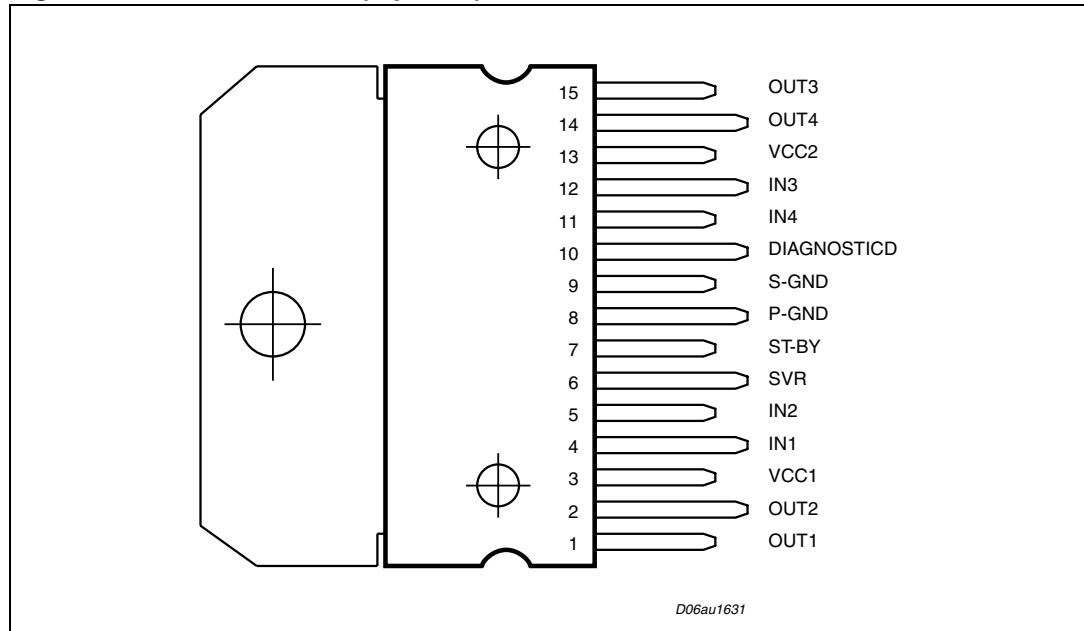 15 OUT3
14 OUT4
13 VCC2
12 IN3
11 IN4
10 DIAGNOSTICD
9 S-GND
8 P-GND
7 ST-BY
6 SVR
5 IN2
4 IN1
3 VCC1
2 OUT2
1 OUT1
D06au1631